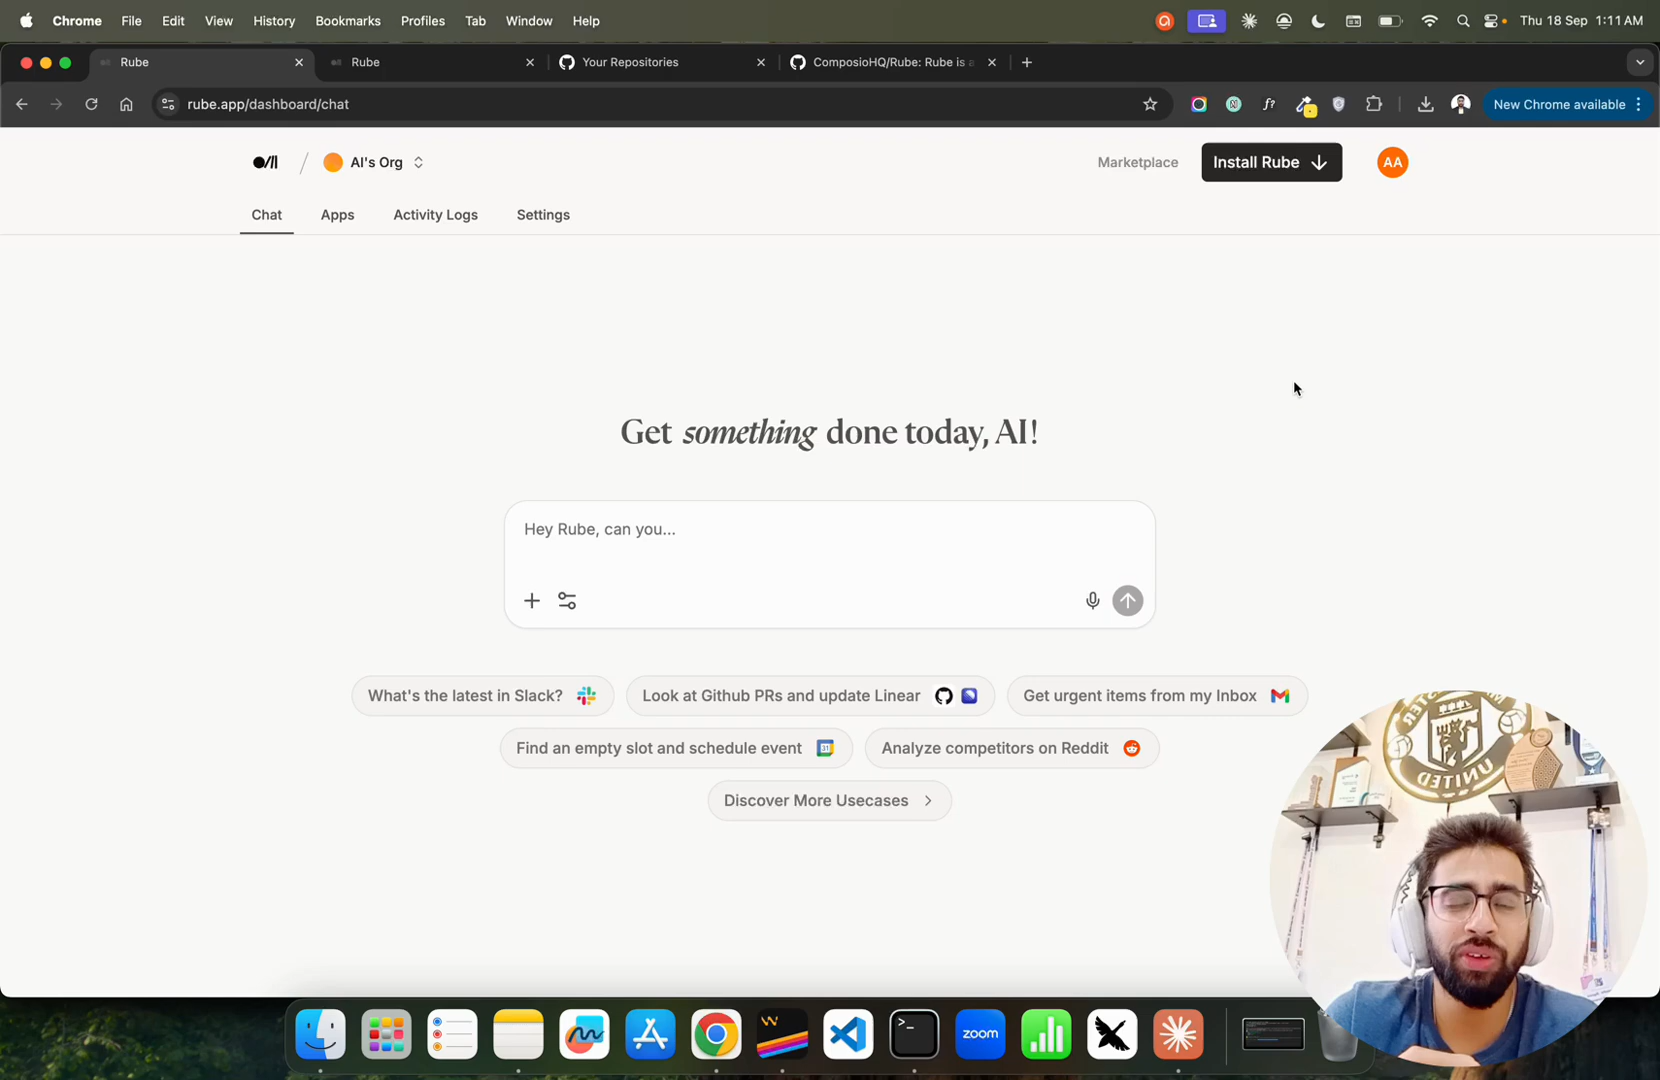 Chrome File Edit View History Bookmarks Profiles Tab Window Help Thu 18 Sep 1:11 AM
Rube Rube Your Repositories ComposioHQ/Rube: Rube is a
rube.app/dashboard/chat New Chrome available
AI's Org Marketplace Install Rube AA
Chat Apps Activity Logs Settings
Get something done today, AI!
Hey Rube, can you...
What's the latest in Slack? Look at Github PRs and update Linear Get urgent items from my Inbox
Find an empty slot and schedule event Analyze competitors on Reddit
Discover More Usecases
UNITED
zoom